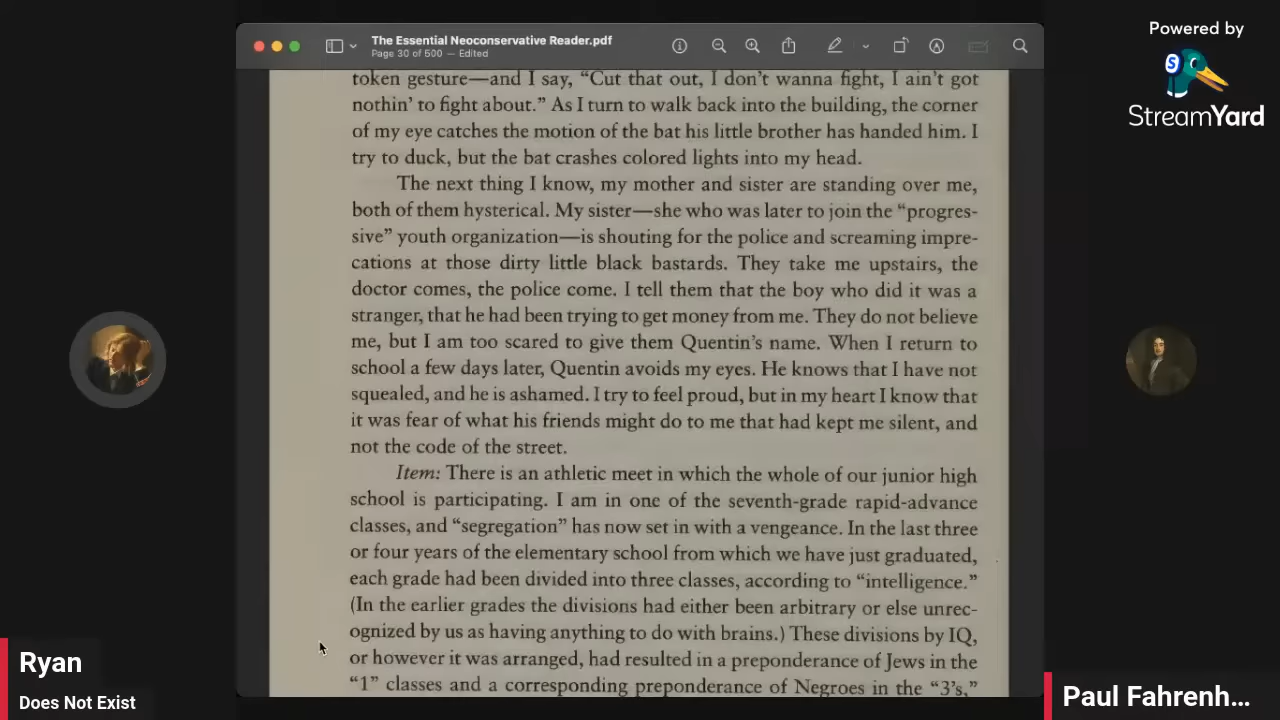 Powered by
StreamYard
The Essential Neoconservative Reader.pdf
Page 30 of 500 — Edited
token gesture—and I say, “Cut that out, I don’t wanna fight, I ain’t got
nothin’ to fight about.” As I turn to walk back into the building, the corner
of my eye catches the motion of the bat his little brother has handed him. I
try to duck, but the bat crashes colored lights into my head.
The next thing I know, my mother and sister are standing over me,
both of them hysterical. My sister—she who was later to join the “progres-
sive” youth organization—is shouting for the police and screaming impre-
cations at those dirty little black bastards. They take me upstairs, the
doctor comes, the police come. I tell them that the boy who did it was a
stranger, that he had been trying to get money from me. They do not believe
me, but I am too scared to give them Quentin’s name. When I return to
school a few days later, Quentin avoids my eyes. He knows that I have not
squealed, and he is ashamed. I try to feel proud, but in my heart I know that
it was fear of what his friends might do to me that had kept me silent, and
not the code of the street.
Item: There is an athletic meet in which the whole of our junior high
school is participating. I am in one of the seventh-grade rapid-advance
classes, and “segregation” has now set in with a vengeance. In the last three
or four years of the elementary school from which we have just graduated,
each grade had been divided into three classes, according to “intelligence.”
(In the earlier grades the divisions had either been arbitrary or else unrec-
ognized by us as having anything to do with brains.) These divisions by IQ,
or however it was arranged, had resulted in a preponderance of Jews in the
“1” classes and a corresponding preponderance of Negroes in the “3’s,”
Ryan
Does Not Exist
Paul Fahrenh...